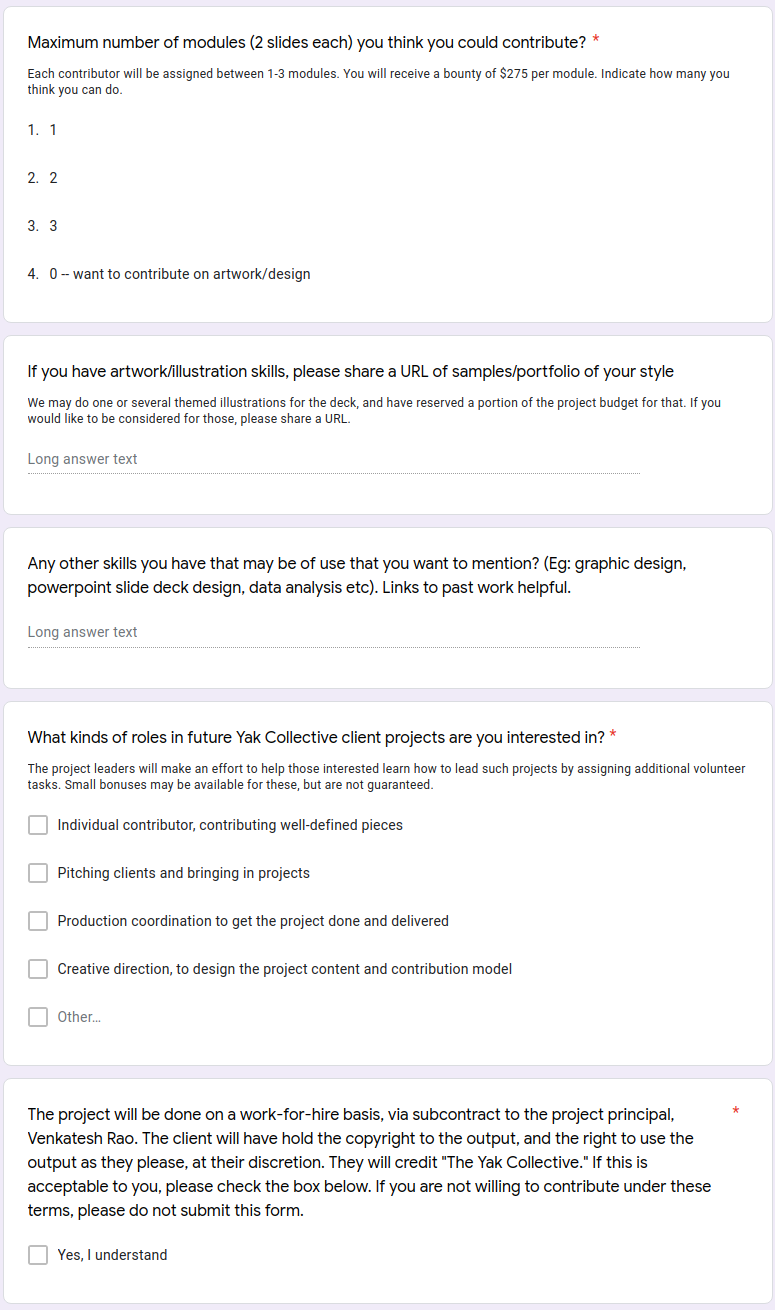 Maximum number of modules (2 slides each) you think you could contribute? *
Each contributor will be assigned between 1-3 modules. You will receive a bounty of $275 per module. Indicate how many you
think you can do.
1. 1
2. 2
3. 3
4. 0 -- want to contribute on artwork/design
If you have artwork/illustration skills, please share a URL of samples/portfolio of your style
We may do one or several themed illustrations for the deck, and have reserved a portion of the project budget for that. If you
would like to be considered for those, please share a URL.
Long answer text
Any other skills you have that may be of use that you want to mention? (Eg: graphic design,
powerpoint slide deck design, data analysis etc). Links to past work helpful.
Long answer text
What kinds of roles in future Yak Collective client projects are you interested in? *
The project leaders will make an effort to help those interested learn how to lead such projects by assigning additional volunteer
tasks. Small bonuses may be available for these, but are not guaranteed.
Individual contributor, contributing well-defined pieces
Pitching clients and bringing in projects
Production coordination to get the project done and delivered
Creative direction, to design the project content and contribution model
Other...
The project will be done on a work-for-hire basis, via subcontract to the project principal, *
Venkatesh Rao. The client will have hold the copyright to the output, and the right to use the
output as they please, at their discretion. They will credit "The Yak Collective." If this is
acceptable to you, please check the box below. If you are not willing to contribute under these
terms, please do not submit this form.
Yes, I understand